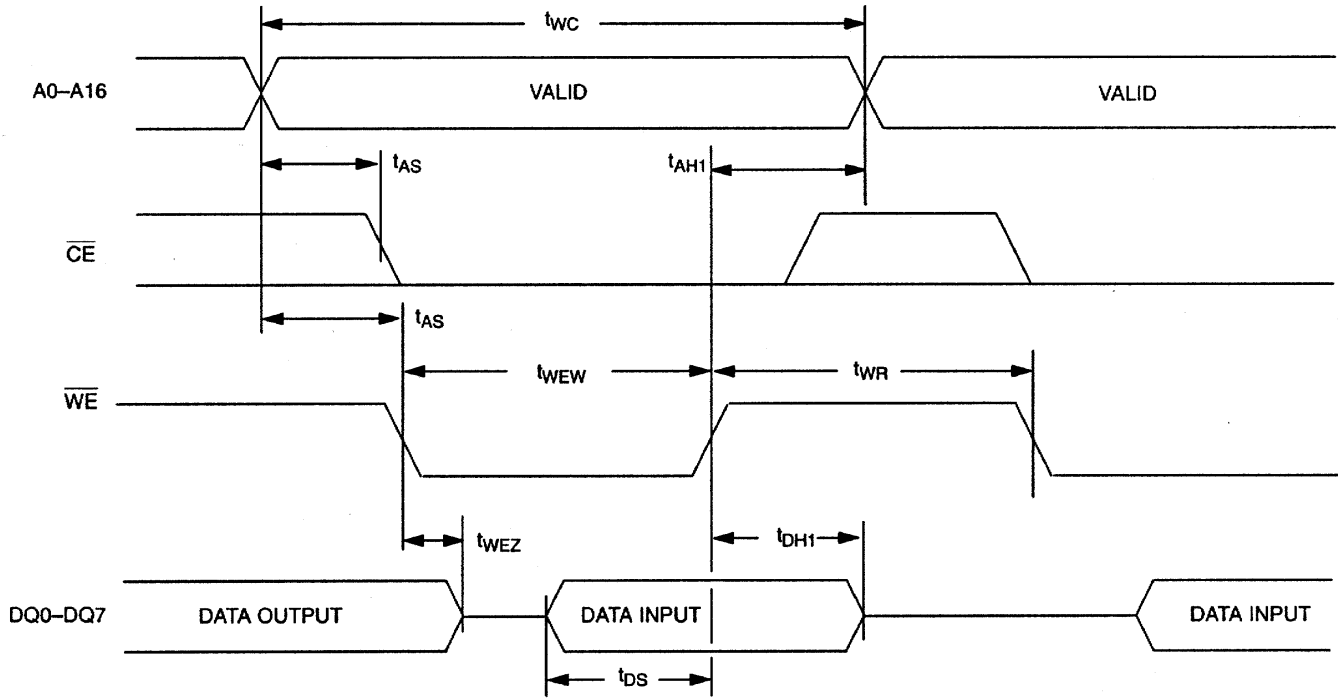 tWC
A0–A16 VALID VALID
tAS tAH1
CE
tAS
tWEW tWR
WE
tWEZ tDH1
DQ0–DQ7 DATA OUTPUT DATA INPUT DATA INPUT
tDS